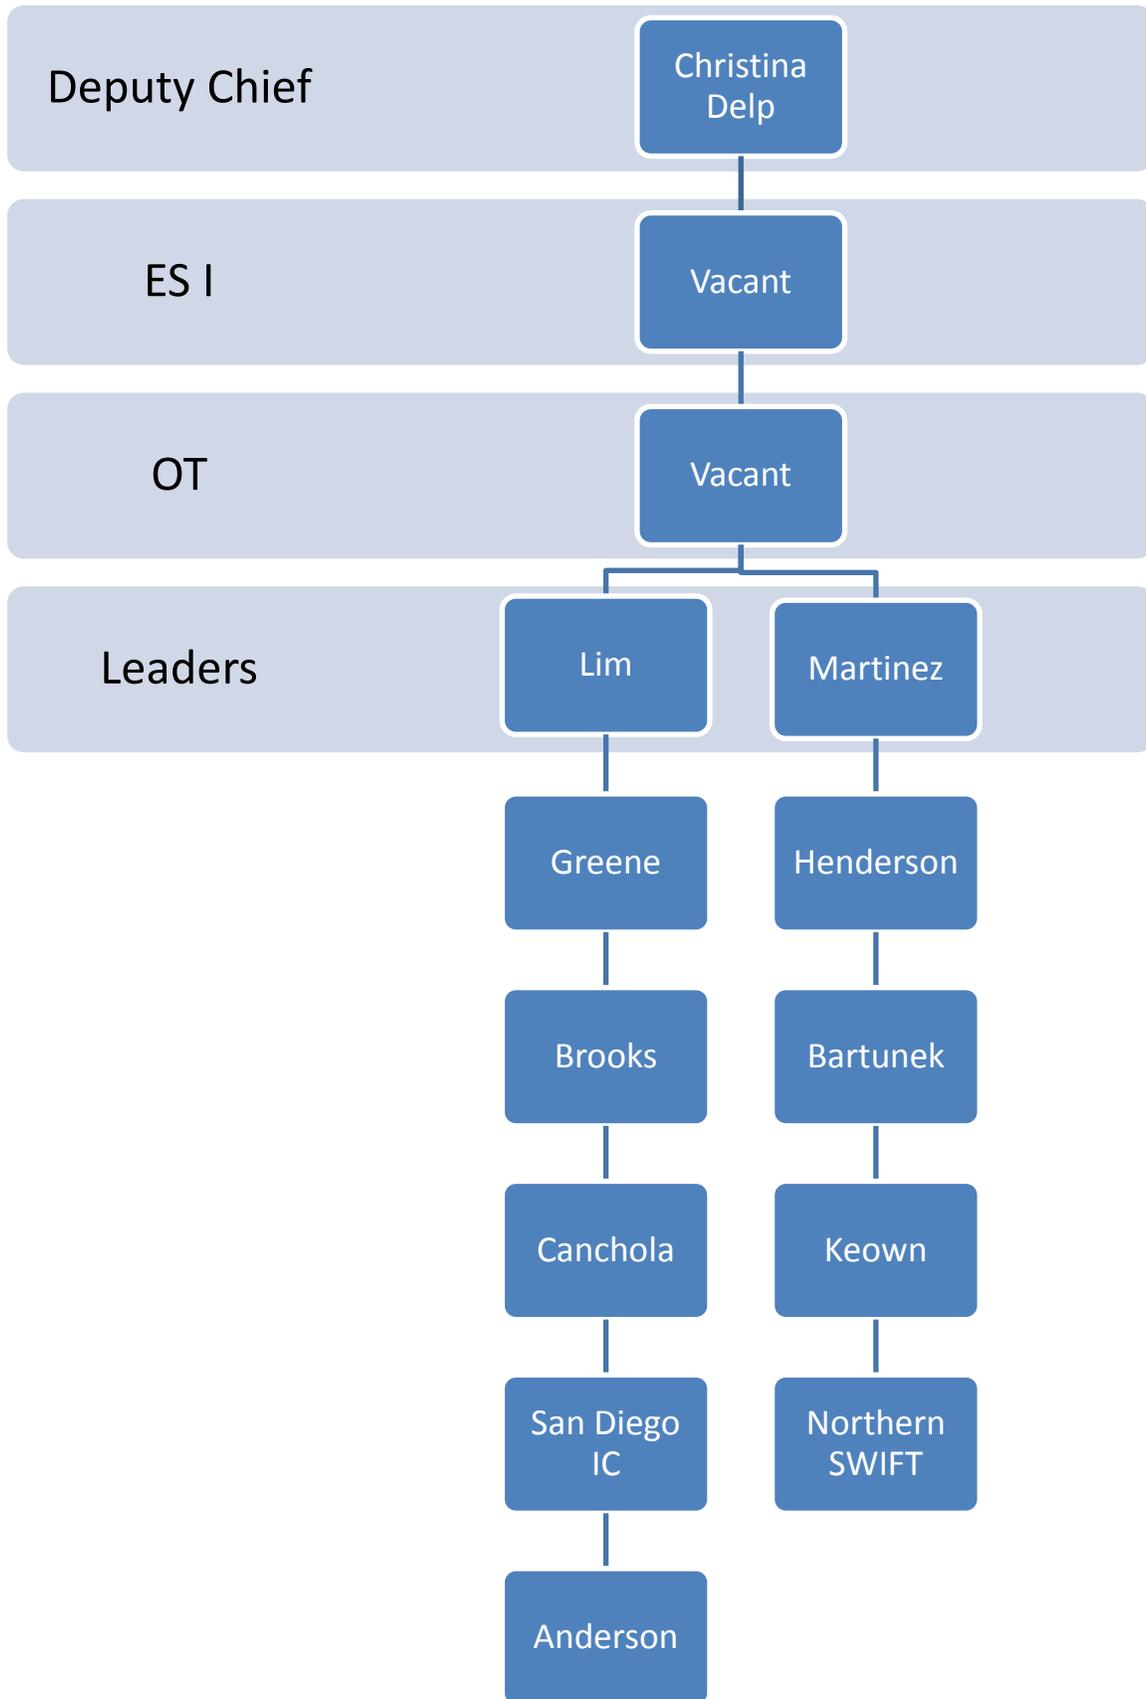 Deputy Chief
Christina
Delp
ES I
Vacant
OT
Vacant
Leaders
Lim
Martinez
Greene
Henderson
Brooks
Bartunek
Canchola
Keown
San Diego
IC
Northern
SWIFT
Anderson